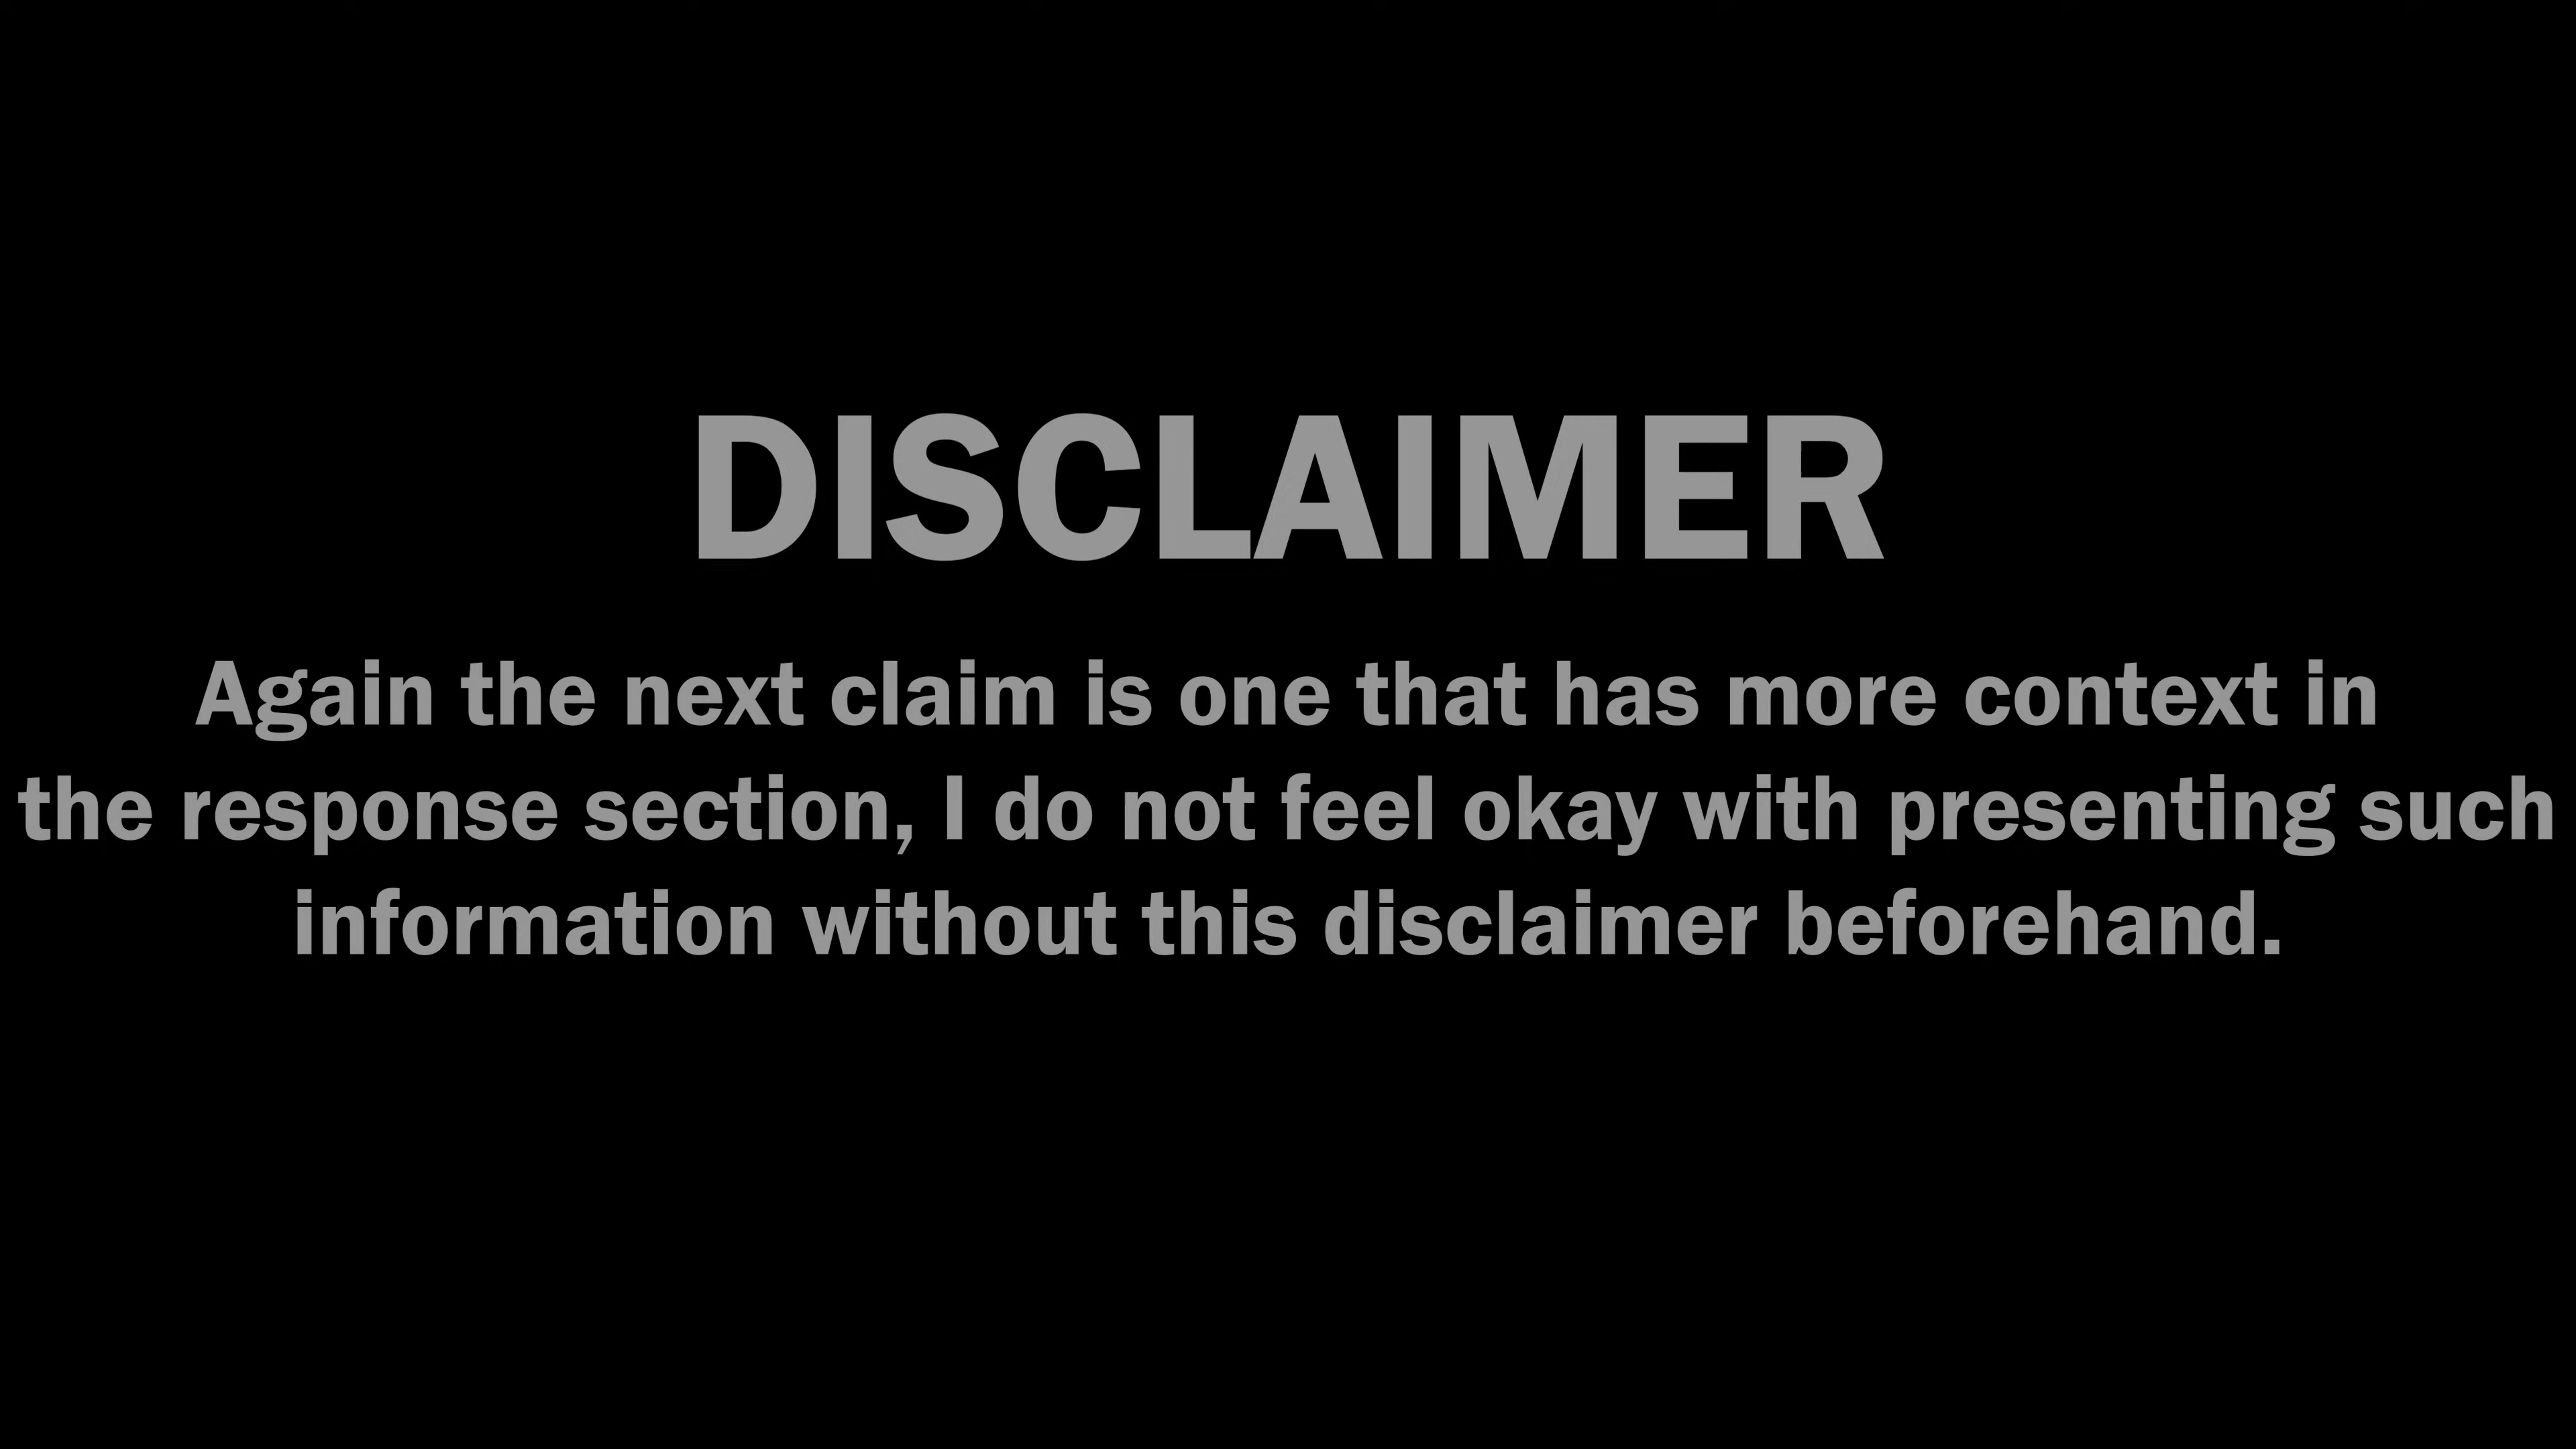 DISCLAIMER
Again the next claim is one that has more context in
the response section, I do not feel okay with presenting such
information without this disclaimer beforehand.